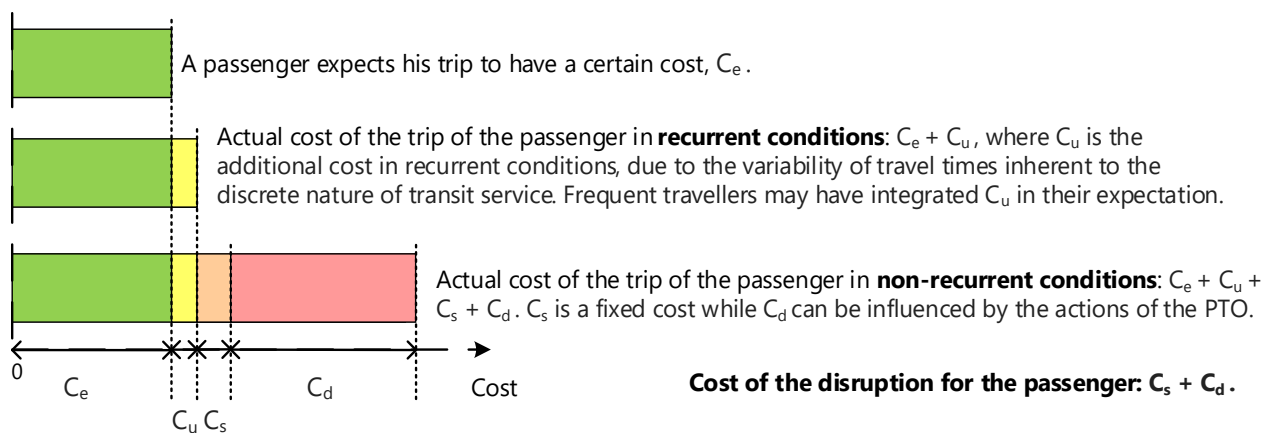 A passenger expects his trip to have a certain cost, Ce .
Actual cost of the trip of the passenger in recurrent conditions: Ce + Cu , where Cu is the
additional cost in recurrent conditions, due to the variability of travel times inherent to the
discrete nature of transit service. Frequent travellers may have integrated Cu in their expectation.
Actual cost of the trip of the passenger in non-recurrent conditions: Ce + Cu +
Cs + Cd . Cs is a fixed cost while Cd can be influenced by the actions of the PTO.
0
Ce
Cd
Cost
Cost of the disruption for the passenger: Cs + Cd .
Cu Cs